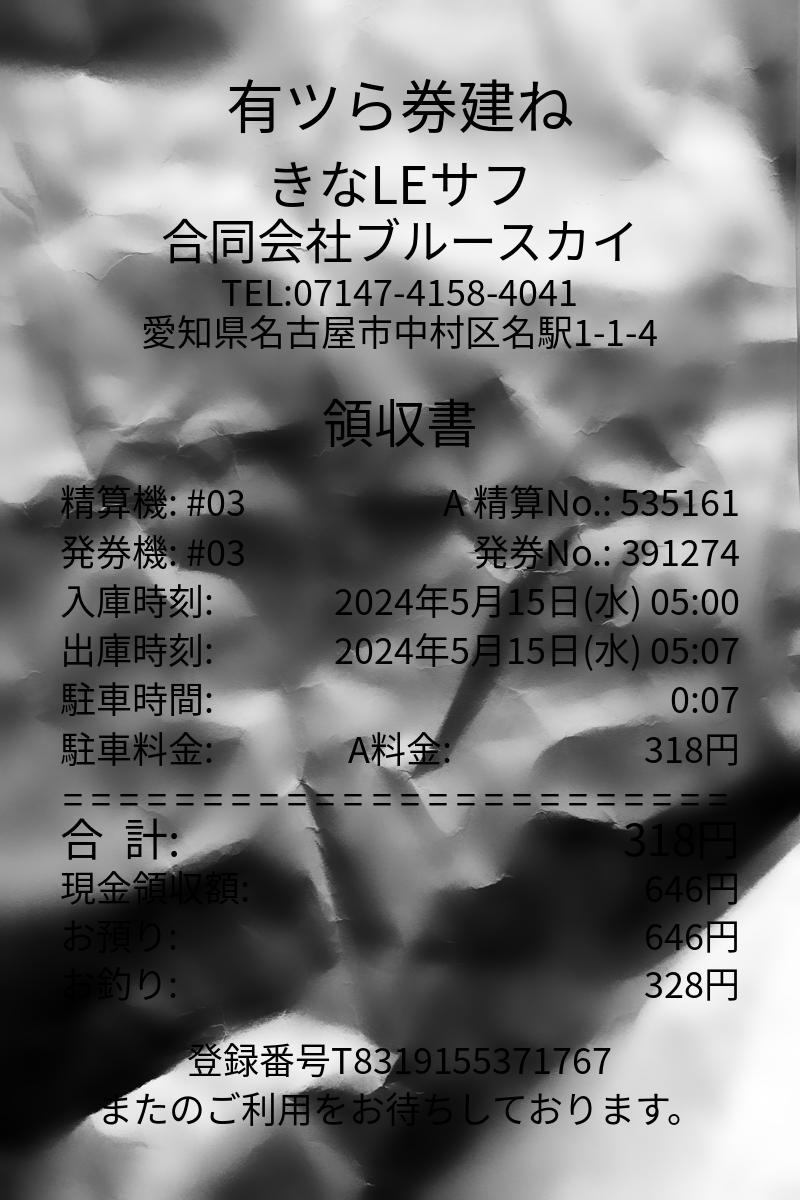 有ツら券建ね
きなLEサフ
合同会社ブルースカイ
TEL:07147-4158-4041
愛知県名古屋市中村区名駅1-1-4
領収書
精算機: #03 A 精算No.: 535161
発券機: #03 発券No.: 391274
入庫時刻: 2024年5月15日(水) 05:00
出庫時刻: 2024年5月15日(水) 05:07
駐車時間: 0:07
駐車料金: A料金: 318円
========================
合 計: 318円
現金領収額: 646円
お預り: 646円
お釣り: 328円
登録番号T8319155371767
またのご利用をお待ちしております。